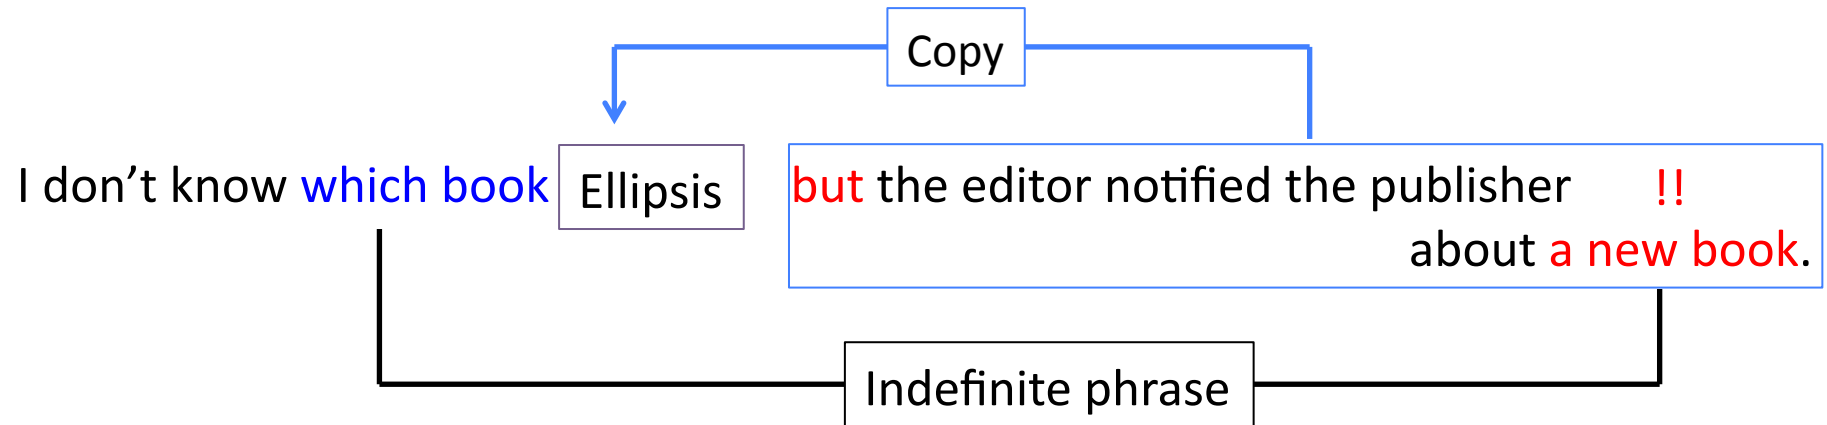 Copy
I don’t know which book Ellipsis but the editor notified the publisher !!
about a new book.
Indefinite phrase